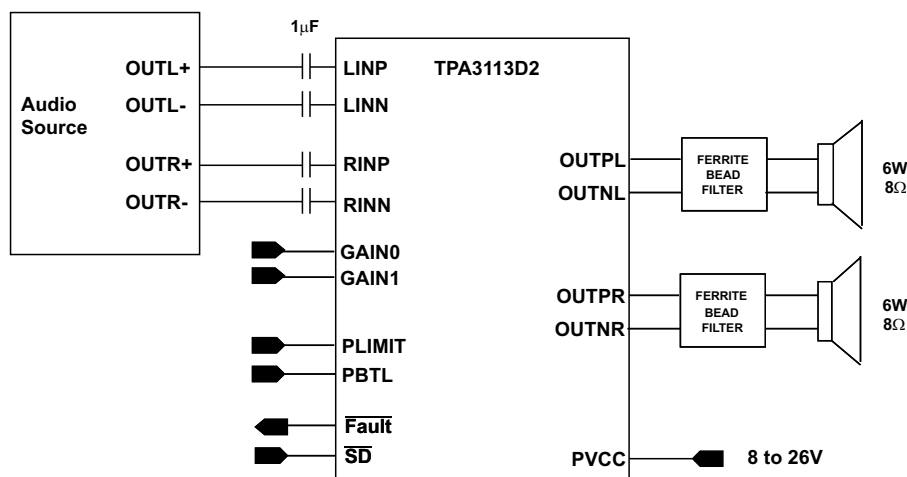 1μF
OUTL+
LINP
TPA3113D2
OUTL-
LINN
Audio
Source
OUTR+
RINP
OUTR-
RINN
OUTPL
OUTNL
FERRITE
BEAD
FILTER
6W
8Ω
GAIN0
GAIN1
OUTPR
OUTNR
FERRITE
BEAD
FILTER
6W
8Ω
PLIMIT
PBTL
Fault
SD
PVCC
8 to 26V